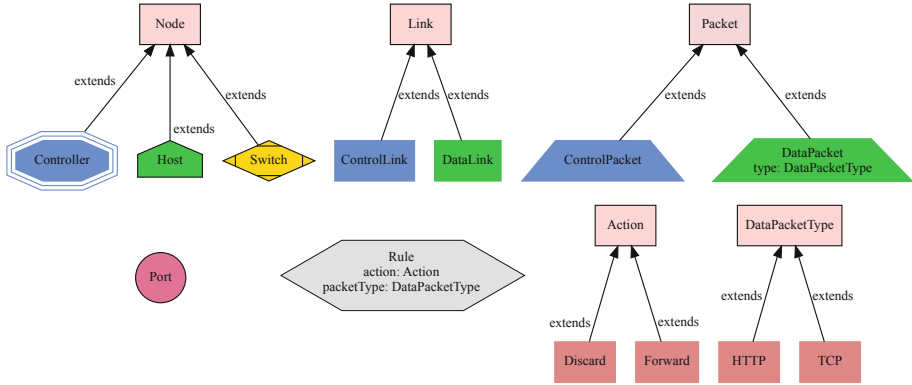 Node
Link
Packet
extends
extends
extends
extends
extends
extends
extends
Controller
Host
Switch
ControlLink
DataLink
ControlPacket
DataPacket
type: DataPacketType
Action
DataPacketType
Port
Rule
action: Action
packetType: DataPacketType
extends
extends
extends
extends
Discard
Forward
HTTP
TCP